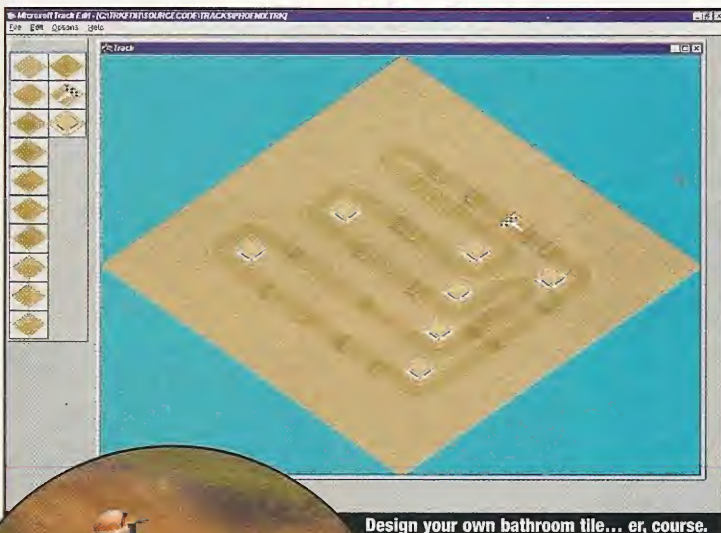 Microsoft Track Edit - [C:\TRKEDIT\SOURCE CODE\TRACKS\PHOENIX.TRK]
File Edit Options Help
Track
Design your own bathroom tile... er, course.